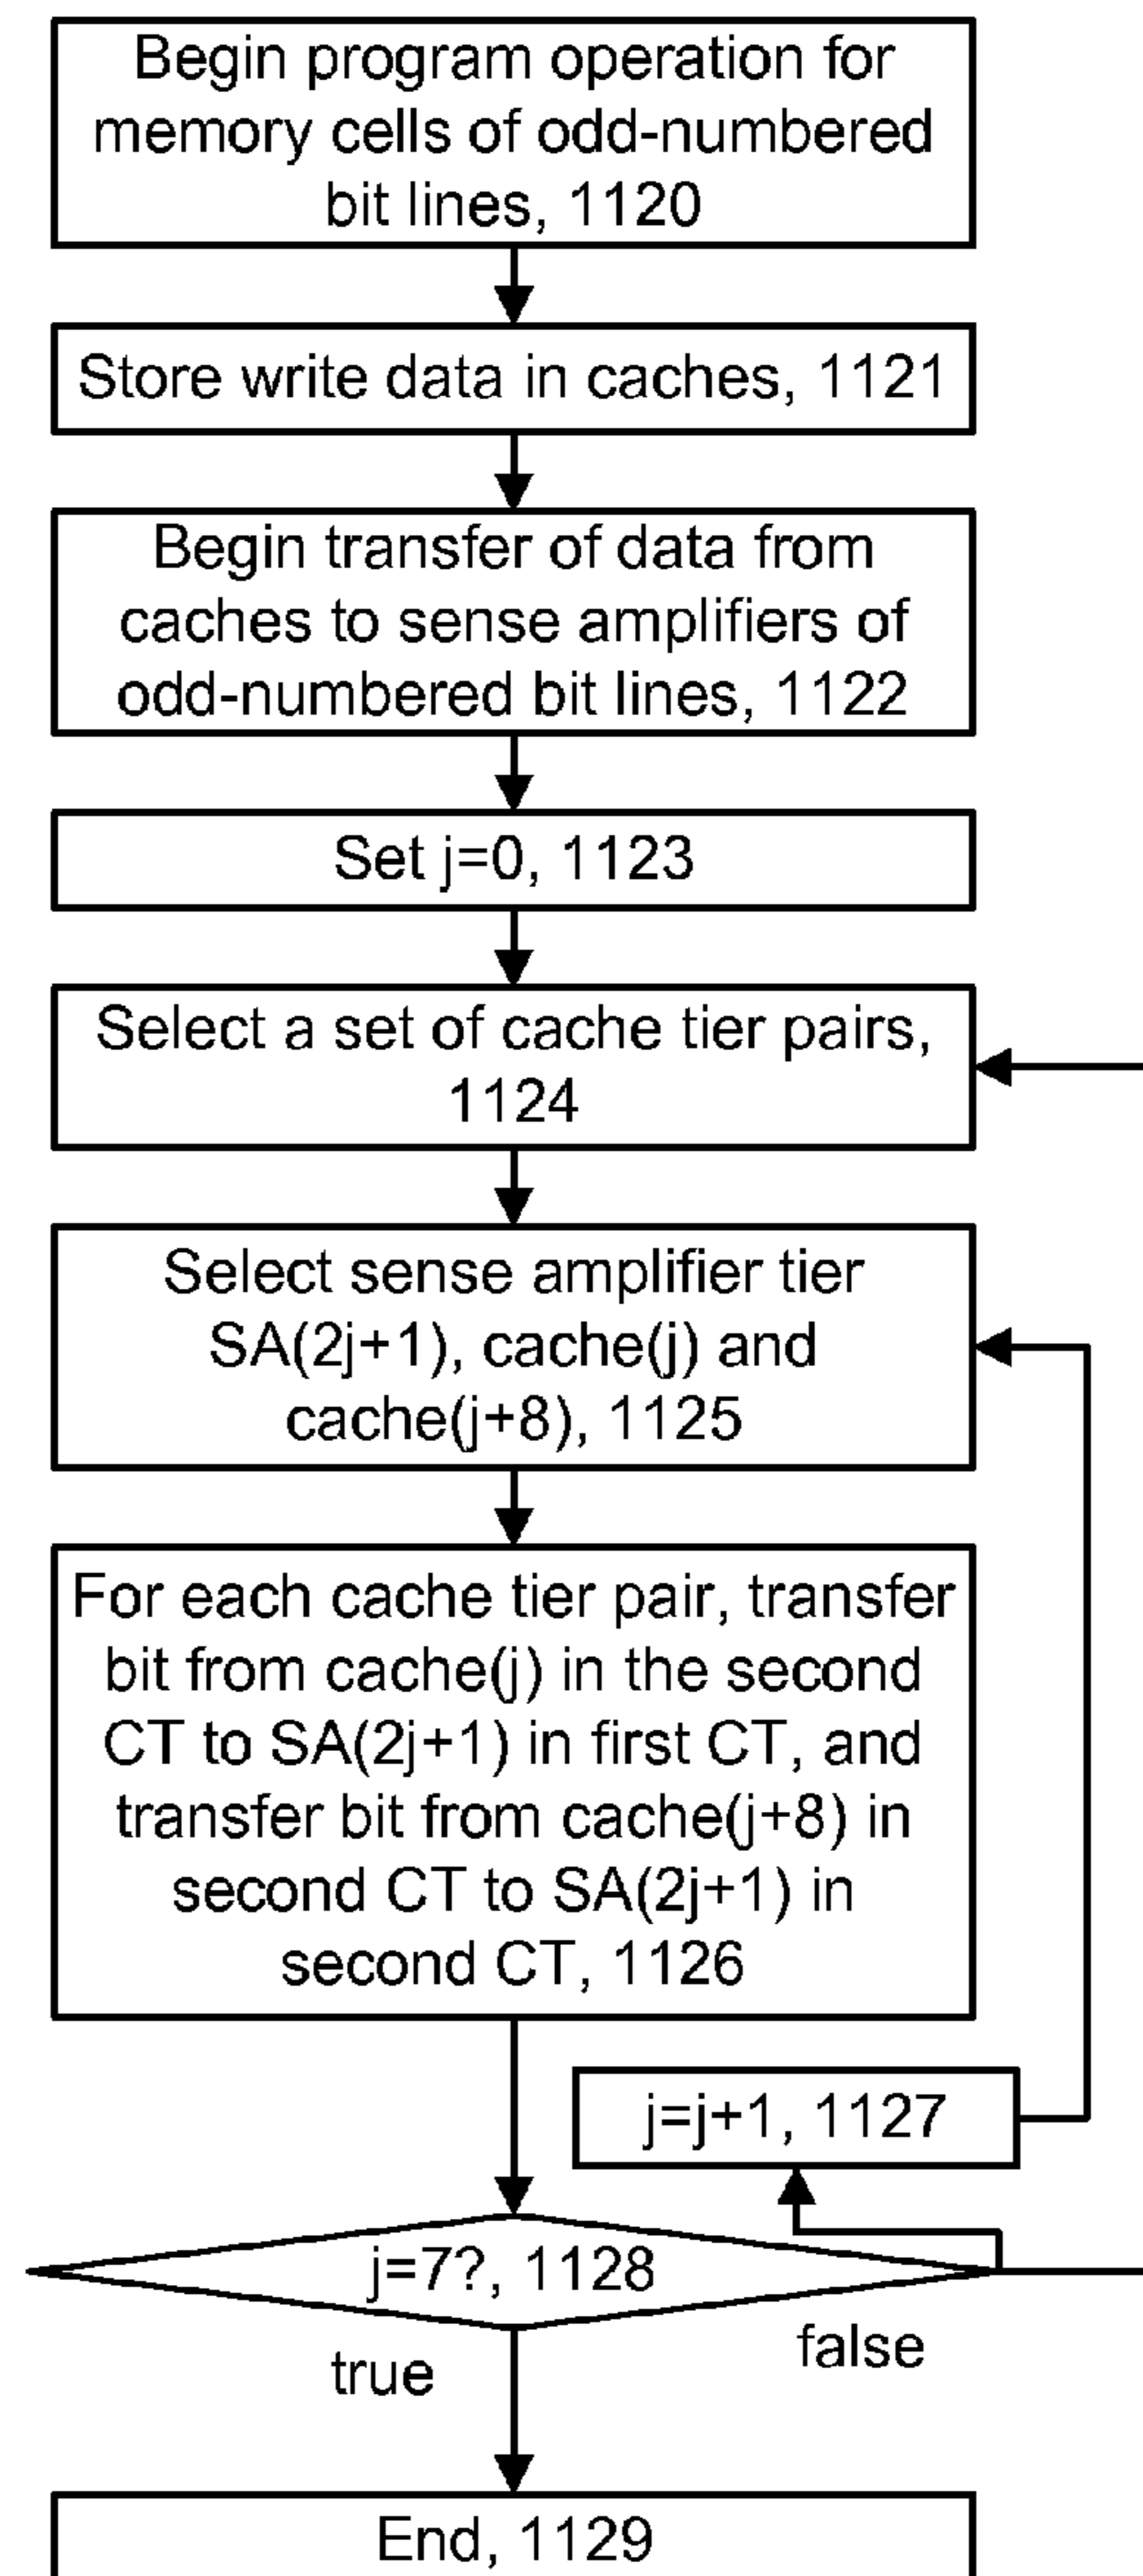 Begin program operation for
memory cells of odd-numbered
bit lines, 1120
Store write data in caches, 1121
Begin transfer of data from
caches to sense amplifiers of
odd-numbered bit lines, 1122
Set j=0, 1123
Select a set of cache tier pairs,
1124
Select sense amplifier tier
SA(2j+1), cache(j) and
cache(j+8), 1125
For each cache tier pair, transfer
bit from cache(j) in the second
CT to SA(2j+1) in first CT, and
transfer bit from cache(j+8) in
second CT to SA(2j+1) in
second CT, 1126
j=j+1, 1127
j=7?, 1128
false
true
End, 1129